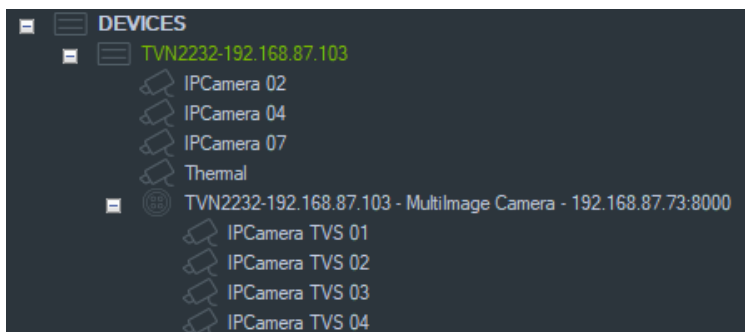 DEVICES
TVN2232-192.168.87.103
IPCamera 02
IPCamera 04
IPCamera 07
Thermal
TVN2232-192.168.87.103 - MultiImage Camera - 192.168.87.73:8000
IPCamera TVS 01
IPCamera TVS 02
IPCamera TVS 03
IPCamera TVS 04